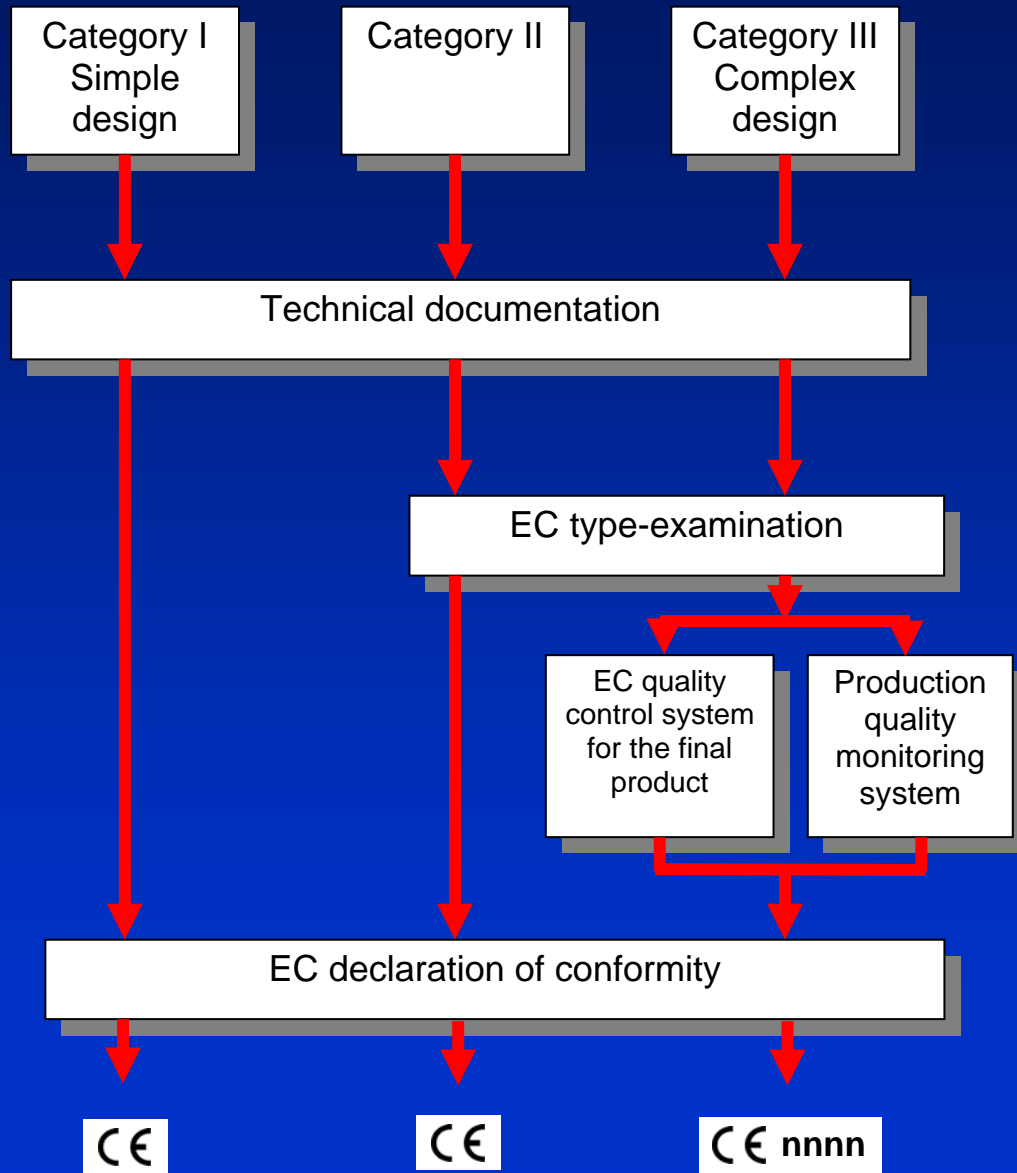 Category I
Simple
design
Category II
Category III
Complex
design
Technical documentation
EC type-examination
EC quality
control system
for the final
product
Production
quality
monitoring
system
EC declaration of conformity
CE
CE
CE nnnn